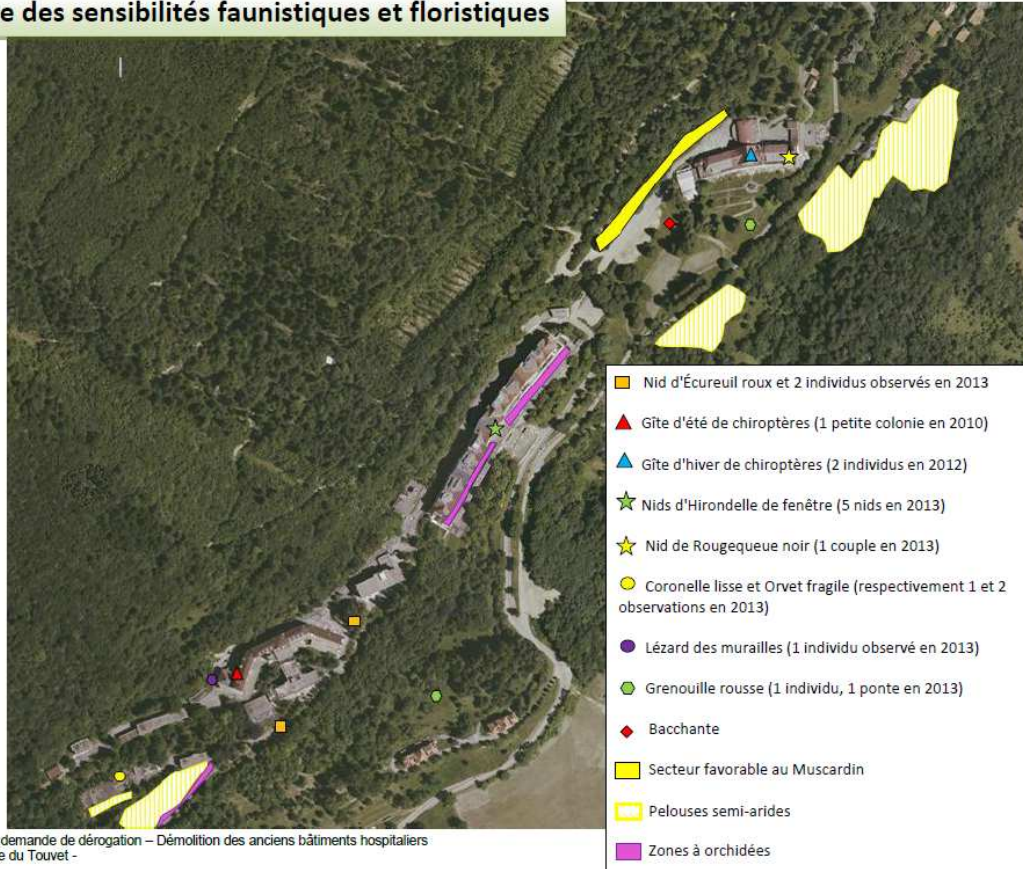 e des sensibilités faunistiques et floristiques
Nid d'Écureuil roux et 2 individus observés en 2013
Gîte d'été de chiroptères (1 petite colonie en 2010)
Gîte d'hiver de chiroptères (2 individus en 2012)
Nids d'Hirondelle de fenêtre (5 nids en 2013)
Nid de Rougequeue noir (1 couple en 2013)
Coronelle lisse et Orvet fragile (respectivement 1 et 2
observations en 2013)
Lézard des murailles (1 individu observé en 2013)
Grenouille rousse (1 individu, 1 ponte en 2013)
Bacchante
Secteur favorable au Muscardin
Pelouses semi-arides
Zones à orchidées
demande de dérogation – Démolition des anciens bâtiments hospitaliers
e du Touvet -